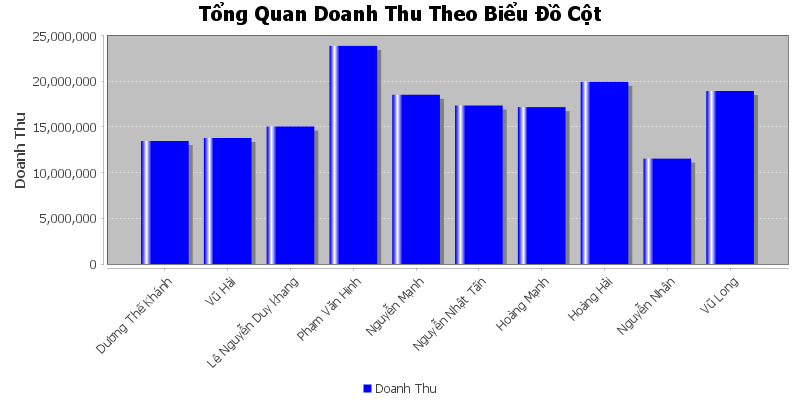 Tổng Quan Doanh Thu Theo Biểu Đồ Cột
Doanh Thu
25,000,000
20,000,000
15,000,000
10,000,000
5,000,000
0
Dương Thế Khánh
Vũ Hải
Lê Nguyễn Duy Khang
Phạm Văn Hinh
Nguyễn Mạnh
Nguyễn Nhật Tân
Hoàng Mạnh
Hoàng Hải
Nguyễn Nhân
Vũ Long
Doanh Thu